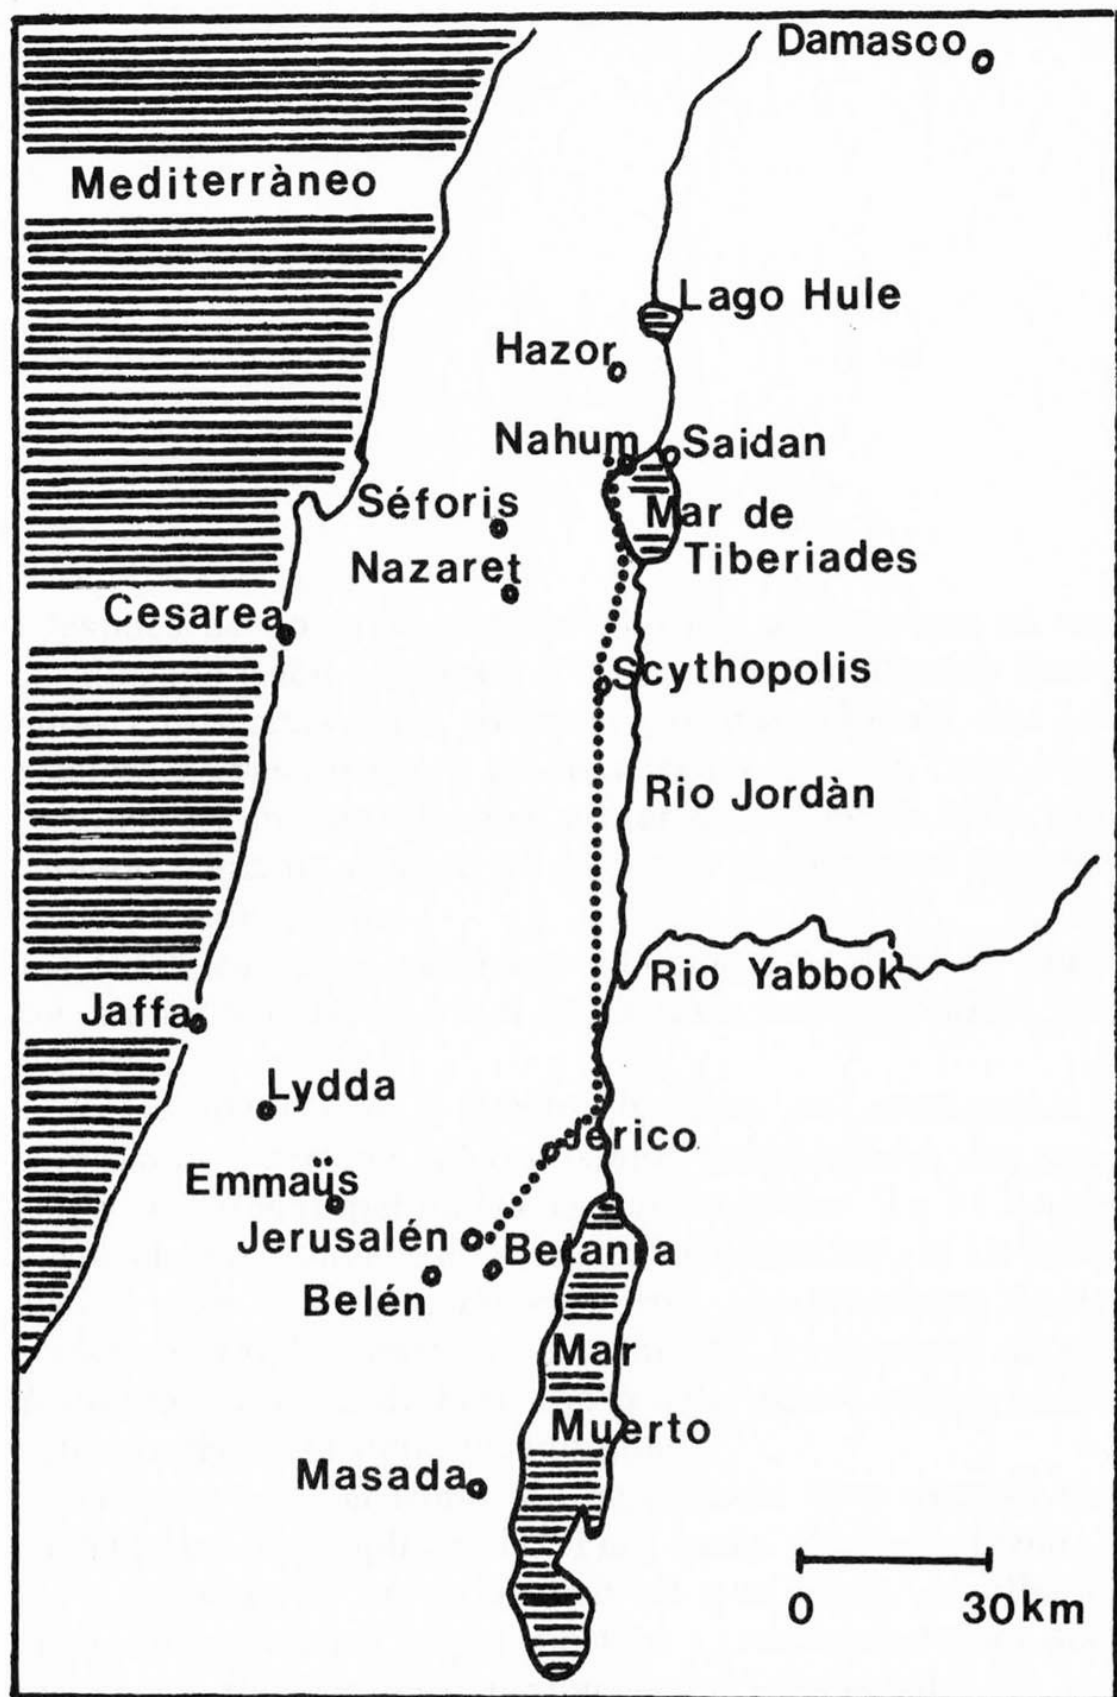 Damasco
Mediterràneo
Lago Hule
Hazor
Nahum
Saidan
Séforis
Mar de
Tiberiades
Nazaret
Cesarea
Scythopolis
Rio Jordàn
Rio Yabbok
Jaffa
Lydda
Jerico
Emmaüs
Jerusalén
Betania
Belén
Mar
Muerto
Masada
0 30km